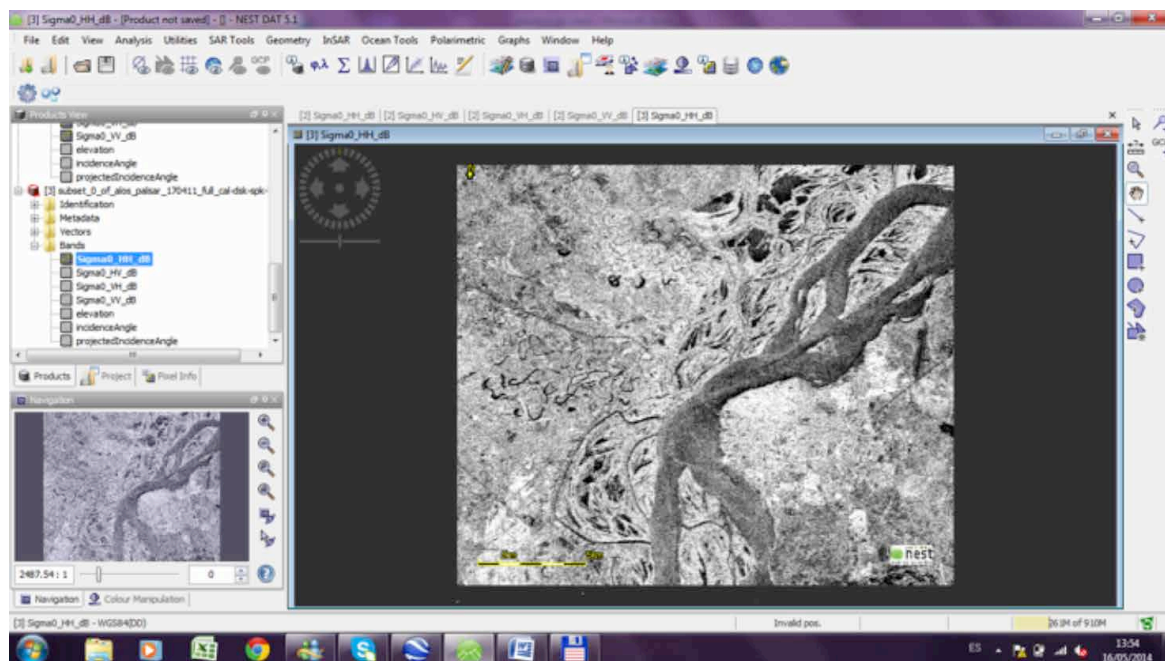 [3] Sigma0_HH_dB - [Product not saved] - [] - NEST DAT 5.1
File Edit View Analysis Utilities SAR Tools Geometry InSAR Ocean Tools Polarimetric Graphs Window Help
GCP
Products View
[2] Sigma0_HH_dB [2] Sigma0_HV_dB [2] Sigma0_VH_dB [2] Sigma0_VV_dB [3] Sigma0_HH_dB
[3] Sigma0_HH_dB
Sigma0_VV_dB
elevation
incidenceAngle
projectedIncidenceAngle
[3] subset_0_of_alos_palsar_170411_full_cal-dsk-spk-
Identification
Metadata
Vectors
Bands
Sigma0_HH_dB
Sigma0_HV_dB
Sigma0_VH_dB
Sigma0_VV_dB
elevation
incidenceAngle
projectedIncidenceAngle
Products Project Pixel Info
Navigation
nest
2487.54 : 1 0
Navigation Colour Manipulation
[3] Sigma0_HH_dB - WGS84(DD) Invalid pos. 261M of 910M
ES 13:54
16/05/2014